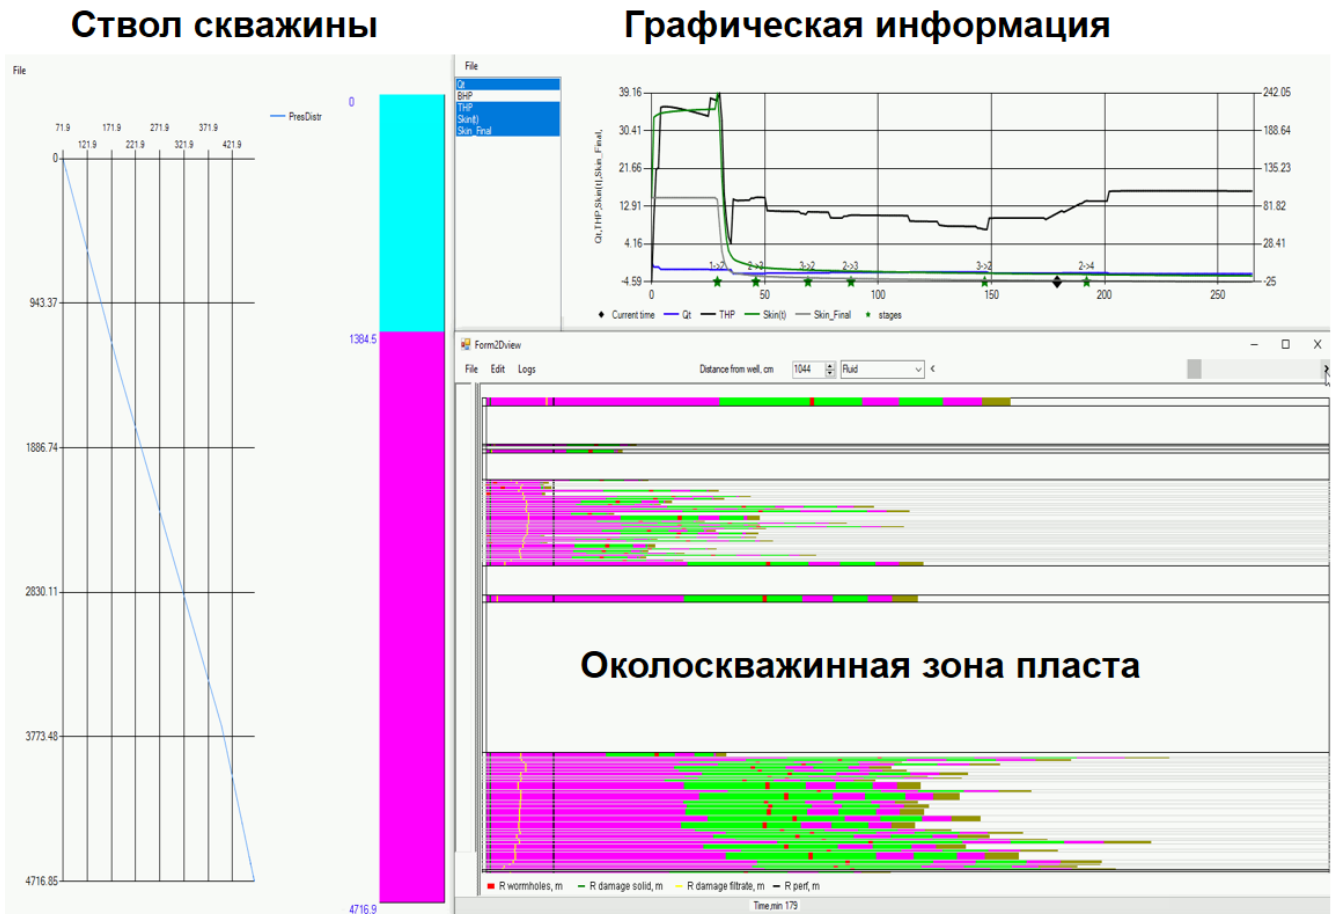 Ствол скважины
Графическая информация
File
PresDistr
71.9 171.9 271.9 371.9
121.9 221.9 321.9 421.9
0
943.37
1886.74
2830.11
3773.48
4716.85
0
1384.5
4716.9
File
Qt
BHP
THP
Skin(t)
Skin_Final
Qt,THP,Skin(t),Skin_Final,
39.16
30.41
21.66
12.91
4.16
-4.59
242.05
188.64
135.23
81.82
28.41
-25
1->2 2->3 3->2 2->3 3->2 2->4
0 50 100 150 200 250
Current time Qt THP Skin(t) Skin_Final stages
Form2Dview
File Edit Logs Distance from well, cm 1044 Fluid < >
Околоскважинная зона пласта
R wormholes, m R damage solid, m R damage filtrate, m R perf, m
Time,min 179